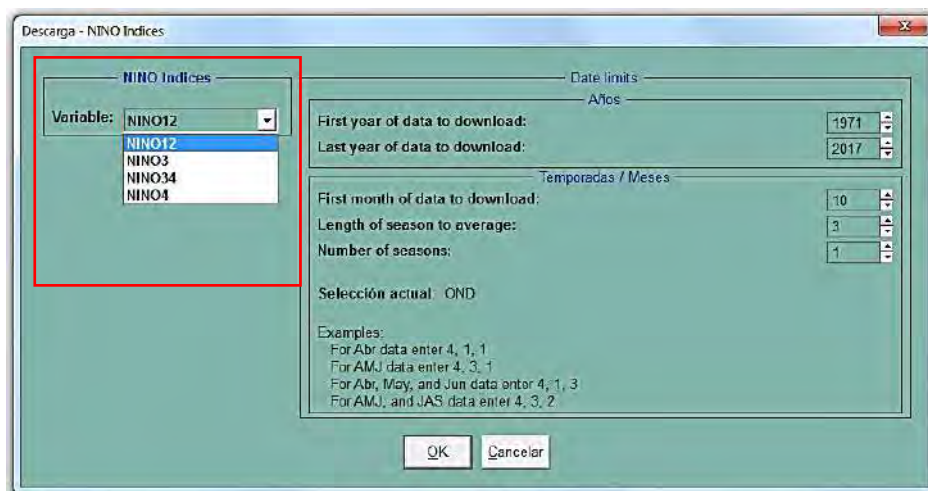 Descarga - NINO Indices
NINO Indices
Variable: NINO12
NINO12
NINO3
NINO34
NINO4
Date limits
Años
First year of data to download: 1971
Last year of data to download: 2017
Temporadas / Meses
First month of data to download: 10
Length of season to average: 3
Number of seasons: 1
Selección actual: OND
Examples:
For Abr data enter 4, 1, 1
For AMJ data enter 4, 3, 1
For Abr, May, and Jun data enter 4, 1, 3
For AMJ, and JAS data enter 4, 3, 2
OK Cancelar